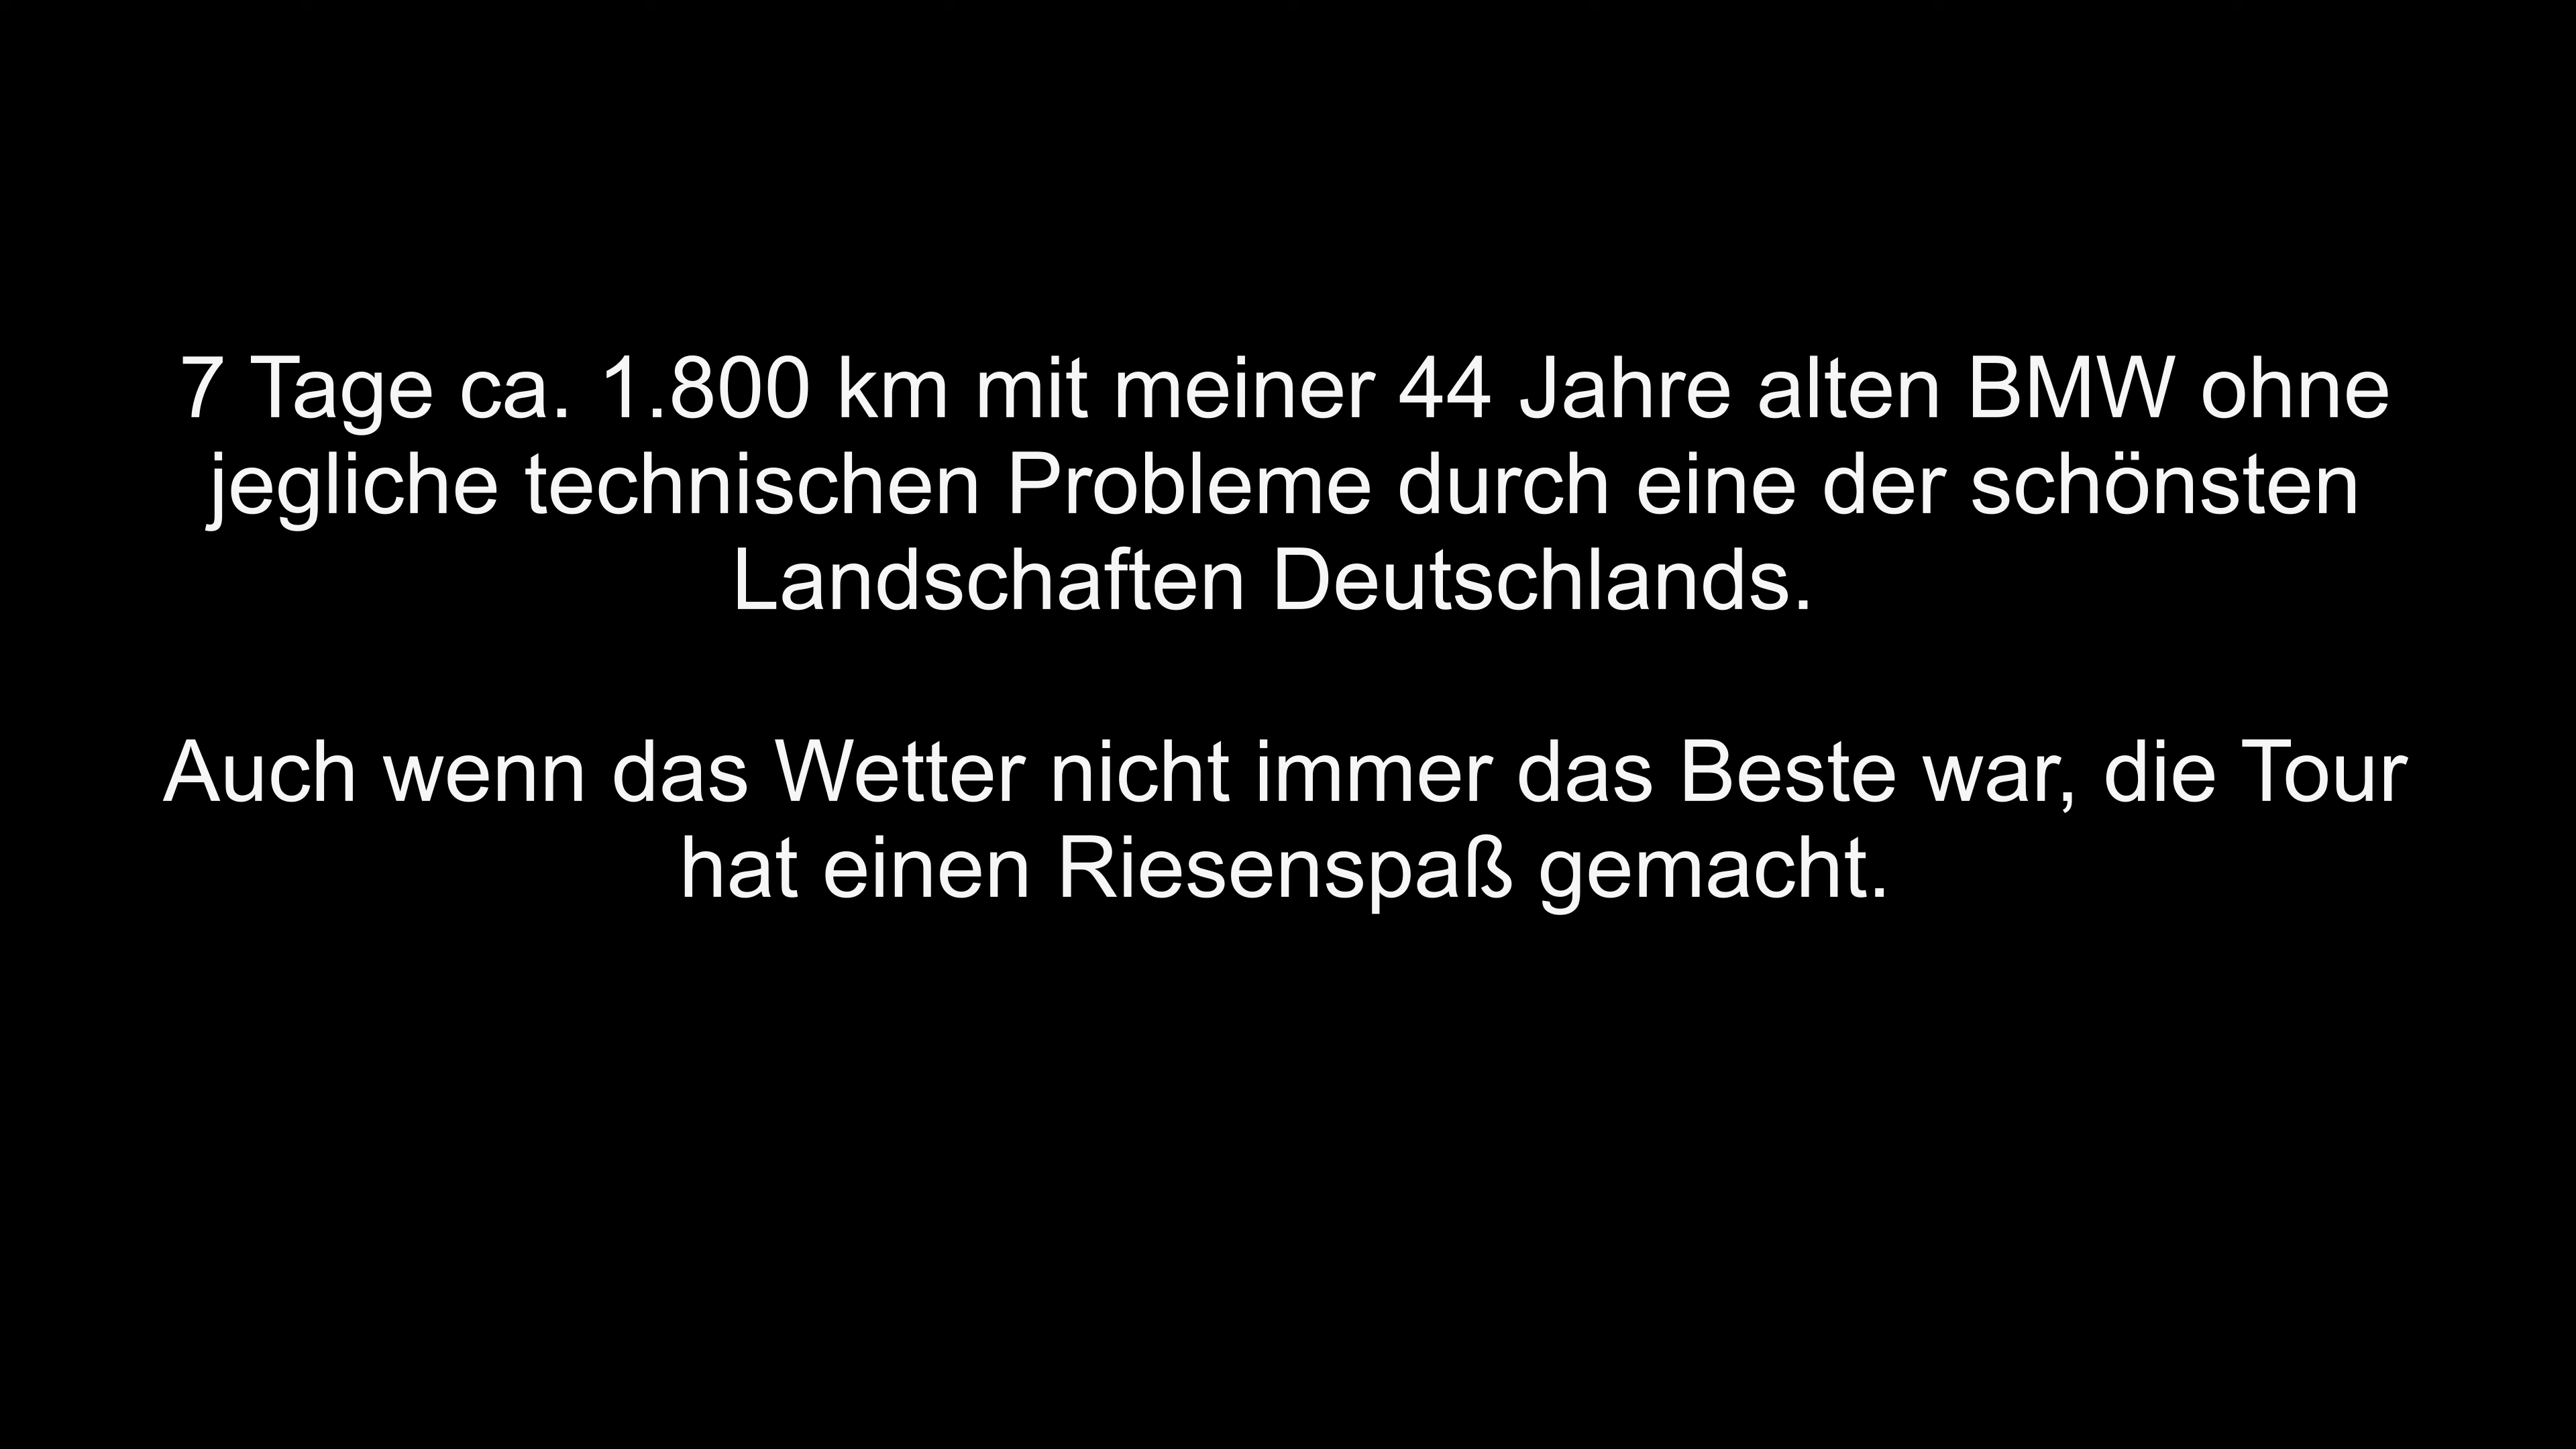 7 Tage ca. 1.800 km mit meiner 44 Jahre alten BMW ohne
jegliche technischen Probleme durch eine der schönsten
Landschaften Deutschlands.
Auch wenn das Wetter nicht immer das Beste war, die Tour
hat einen Riesenspaß gemacht.